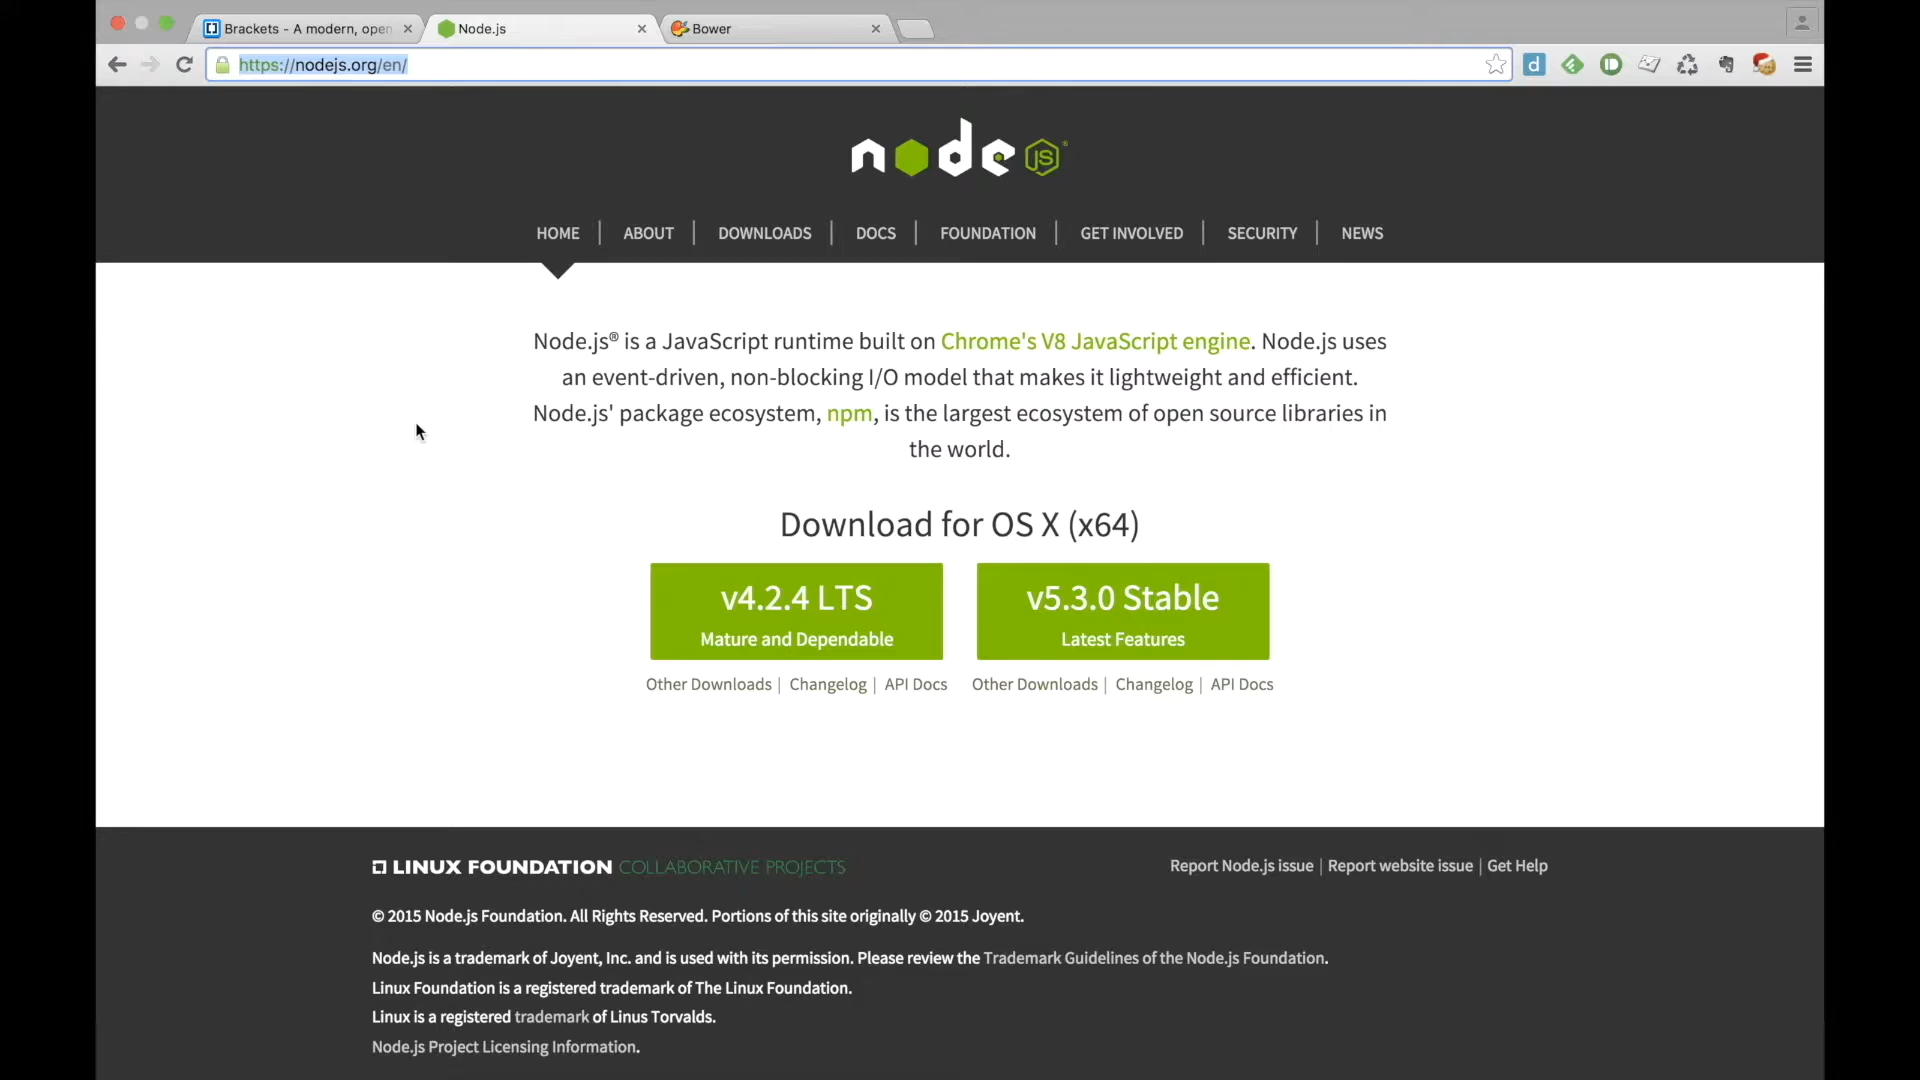 Brackets - A modern, open
Node.js
Bower
https://nodejs.org/en/
node JS
HOME | ABOUT | DOWNLOADS | DOCS | FOUNDATION | GET INVOLVED | SECURITY | NEWS
Node.js® is a JavaScript runtime built on Chrome's V8 JavaScript engine. Node.js uses
an event-driven, non-blocking I/O model that makes it lightweight and efficient.
Node.js' package ecosystem, npm, is the largest ecosystem of open source libraries in
the world.
Download for OS X (x64)
v4.2.4 LTS
Mature and Dependable
v5.3.0 Stable
Latest Features
Other Downloads | Changelog | API Docs
Other Downloads | Changelog | API Docs
LINUX FOUNDATION COLLABORATIVE PROJECTS
Report Node.js issue | Report website issue | Get Help
© 2015 Node.js Foundation. All Rights Reserved. Portions of this site originally © 2015 Joyent.
Node.js is a trademark of Joyent, Inc. and is used with its permission. Please review the Trademark Guidelines of the Node.js Foundation.
Linux Foundation is a registered trademark of The Linux Foundation.
Linux is a registered trademark of Linus Torvalds.
Node.js Project Licensing Information.